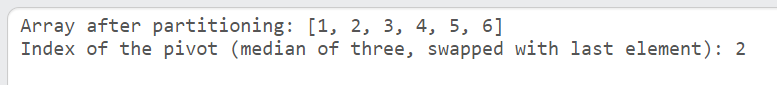 Array after partitioning: [1, 2, 3, 4, 5, 6]
Index of the pivot (median of three, swapped with last element): 2